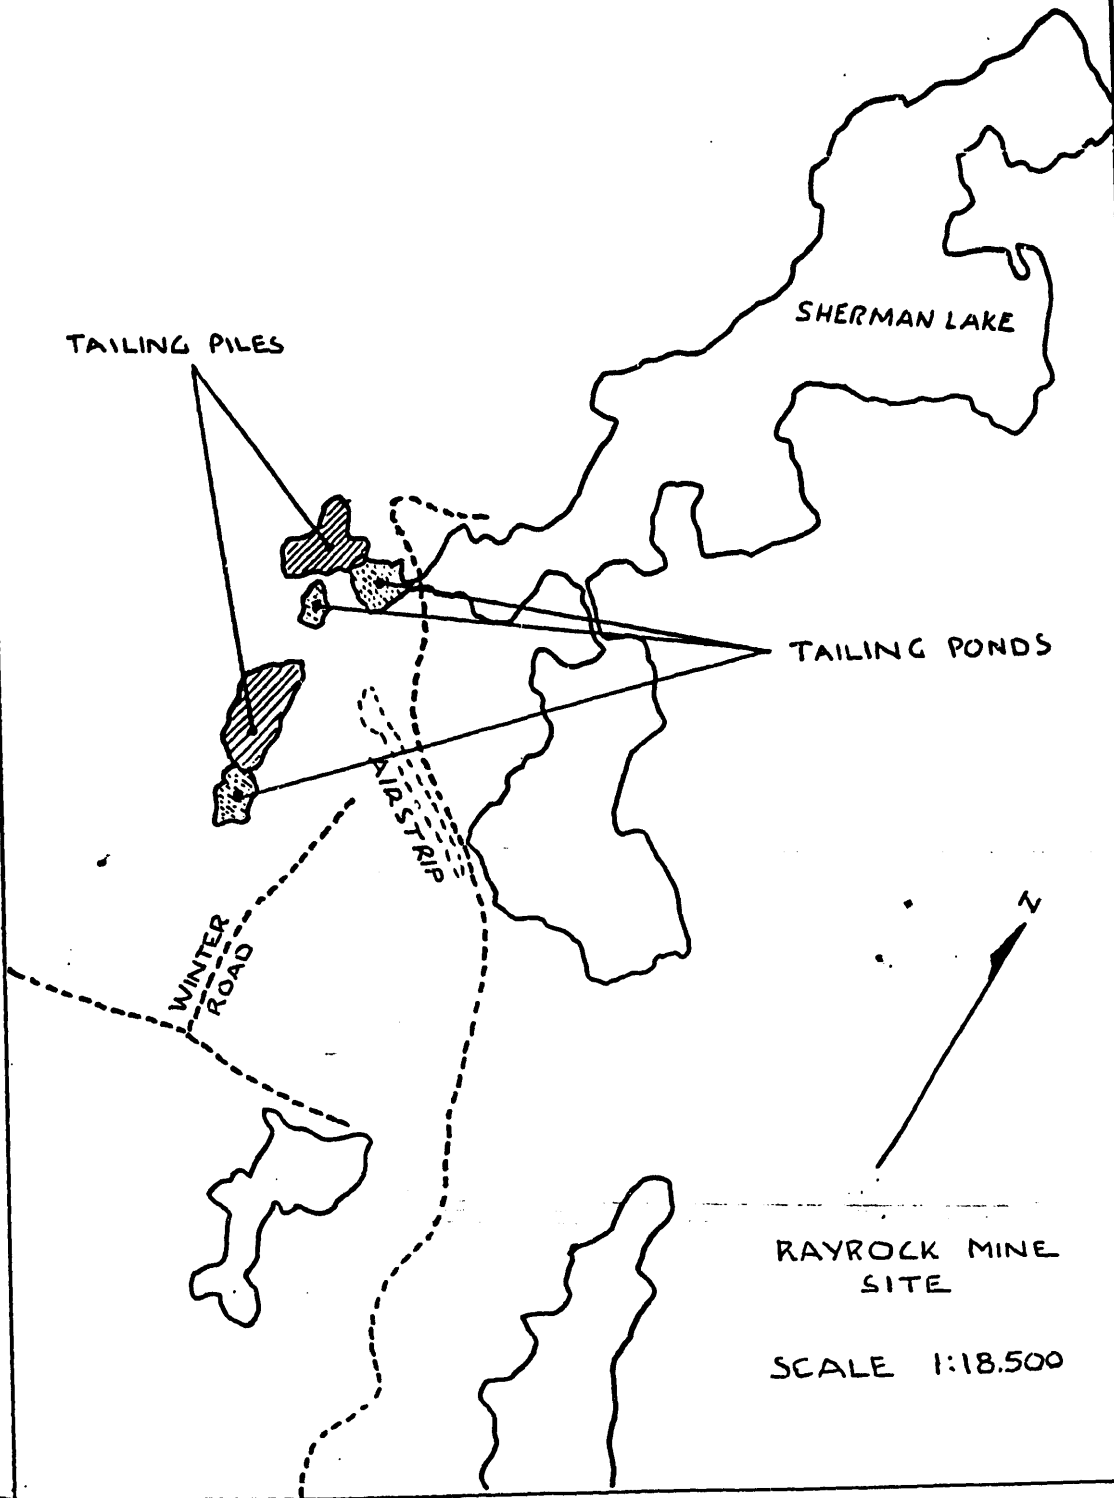 SHERMAN LAKE
TAILING PILES
TAILING PONDS
AIRSTRIP
WINTER
ROAD
N
RAYROCK MINE
SITE
SCALE 1:18.500